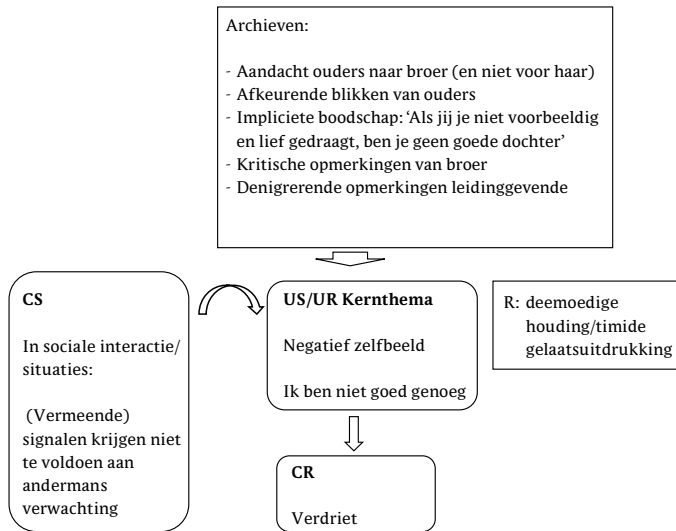 Archieven:
- Aandacht ouders naar broer (en niet voor haar)
- Afkeurende blikken van ouders
- Impliciete boodschap: ‘Als jij je niet voorbeeldig
en lief gedraagt, ben je geen goede dochter’
- Kritische opmerkingen van broer
- Denigrerende opmerkingen leidinggevende
CS
In sociale interactie/
situaties:
(Vermeende)
signalen krijgen niet
te voldoen aan
andermans
verwachting
US/UR Kernthema
Negatief zelfbeeld
Ik ben niet goed genoeg
R: deemoedige
houding/timide
gelaatsuitdrukking
CR
Verdriet